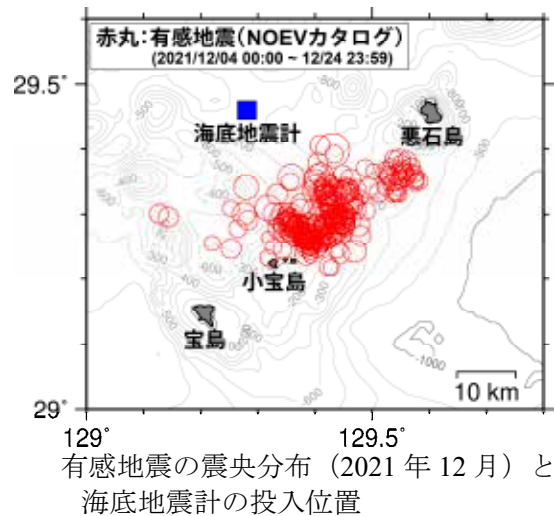 赤丸:有感地震(NOEVカタログ)
(2021/12/04 00:00 ~ 12/24 23:59)
29.5°
海底地震計
悪石島
小宝島
宝島
-1000
10 km
29°
129°
129.5°
有感地震の震央分布(2021 年 12 月)と
海底地震計の投入位置